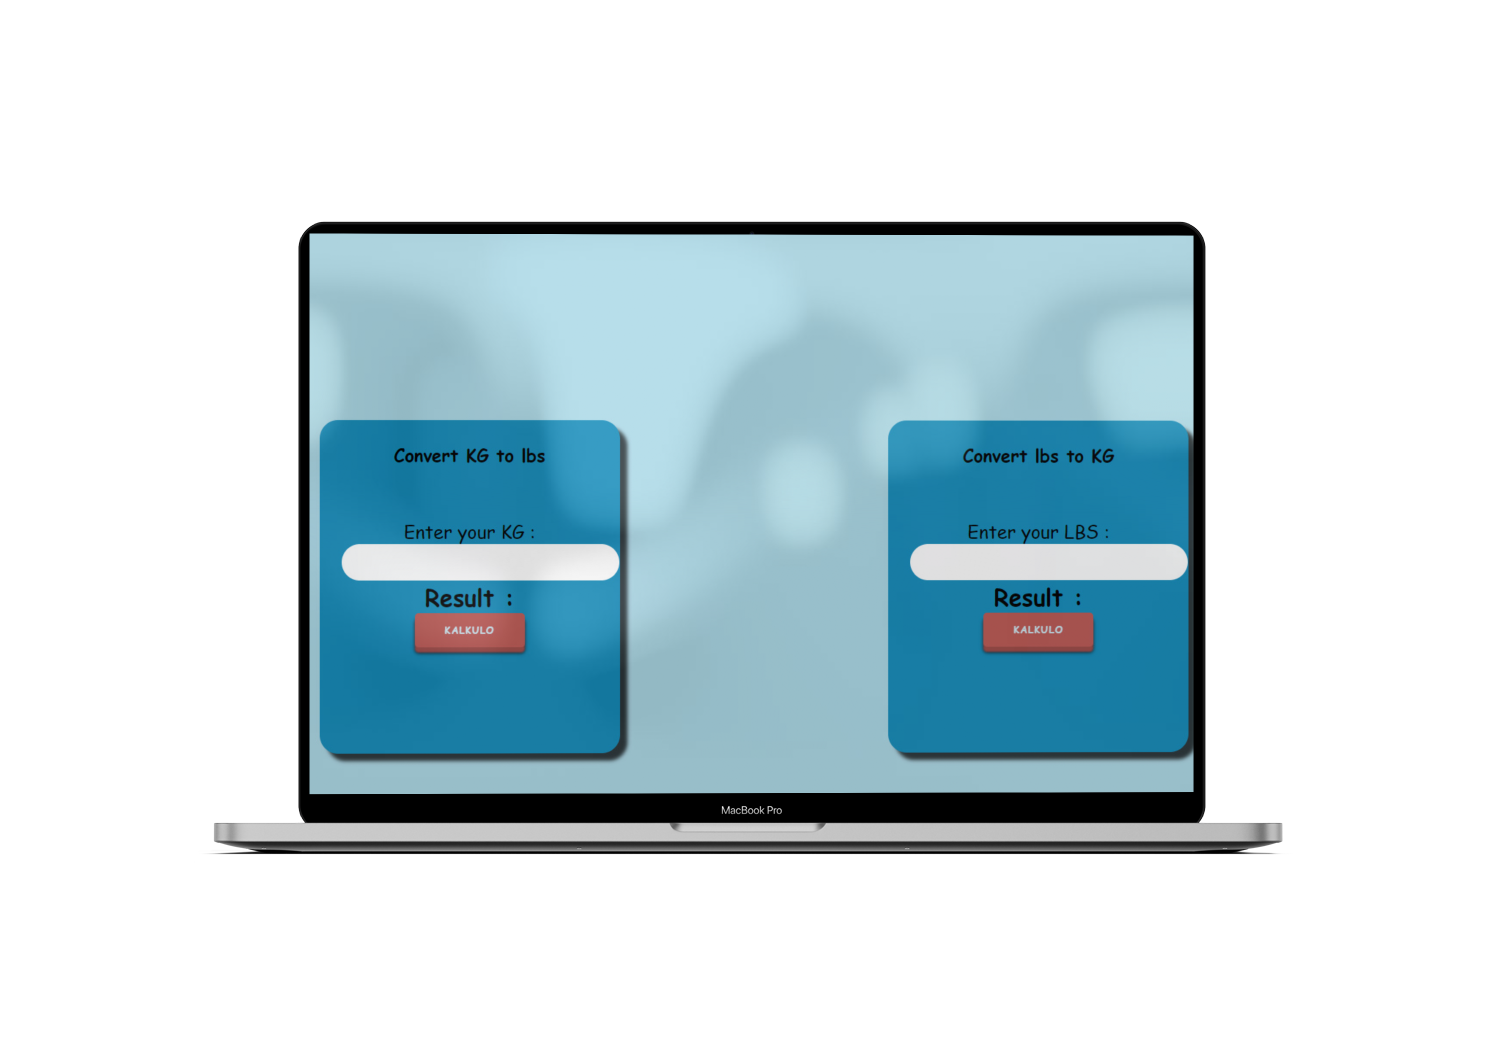 Convert KG to lbs
Enter your KG :
Result :
KALKULO
Convert lbs to KG
Enter your LBS :
Result :
KALKULO
MacBook Pro